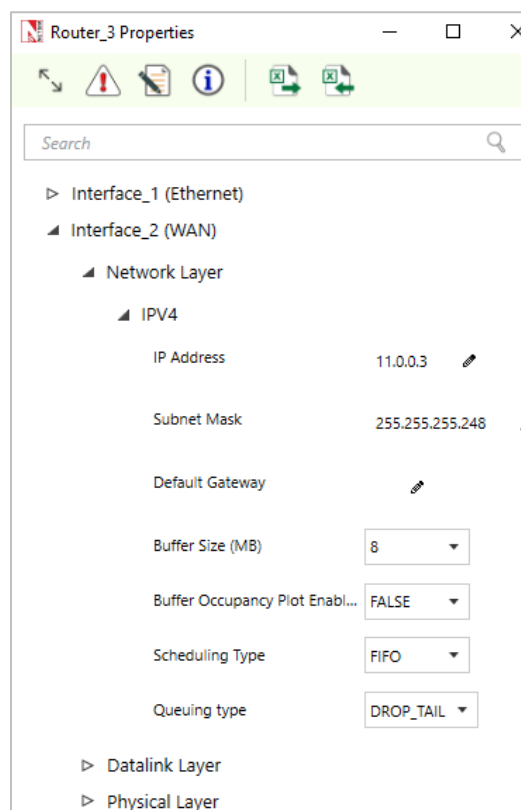 Router_3 Properties
Search
Interface_1 (Ethernet)
Interface_2 (WAN)
Network Layer
IPV4
IP Address 11.0.0.3
Subnet Mask 255.255.255.248
Default Gateway
Buffer Size (MB) 8
Buffer Occupancy Plot Enabl... FALSE
Scheduling Type FIFO
Queuing type DROP_TAIL
Datalink Layer
Physical Layer